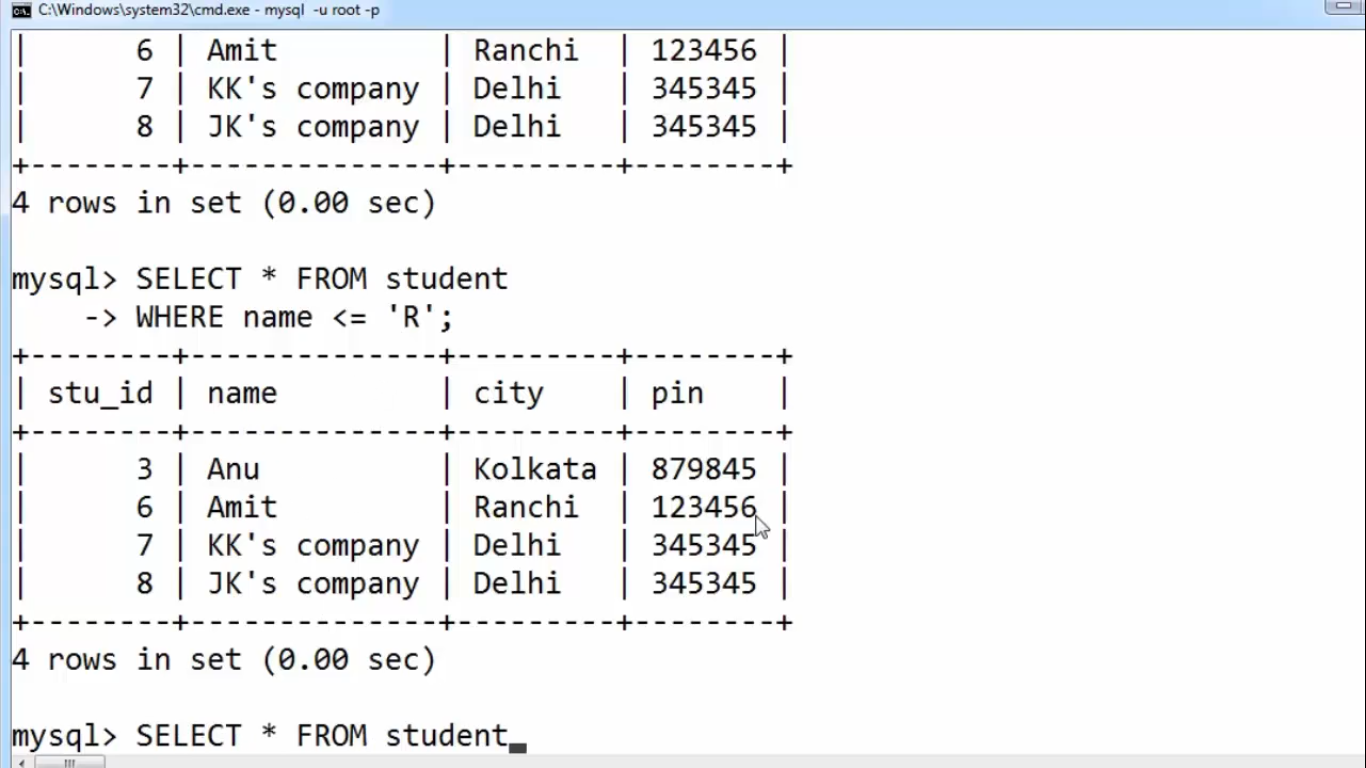 C:\Windows\system32\cmd.exe - mysql  -u root -p
|      6 | Amit         | Ranchi  | 123456 |
|      7 | KK's company | Delhi   | 345345 |
|      8 | JK's company | Delhi   | 345345 |
+--------+--------------+---------+--------+
4 rows in set (0.00 sec)

mysql> SELECT * FROM student
    -> WHERE name <= 'R';
+--------+--------------+---------+--------+
| stu_id | name         | city    | pin    |
+--------+--------------+---------+--------+
|      3 | Anu          | Kolkata | 879845 |
|      6 | Amit         | Ranchi  | 123456 |
|      7 | KK's company | Delhi   | 345345 |
|      8 | JK's company | Delhi   | 345345 |
+--------+--------------+---------+--------+
4 rows in set (0.00 sec)

mysql> SELECT * FROM student